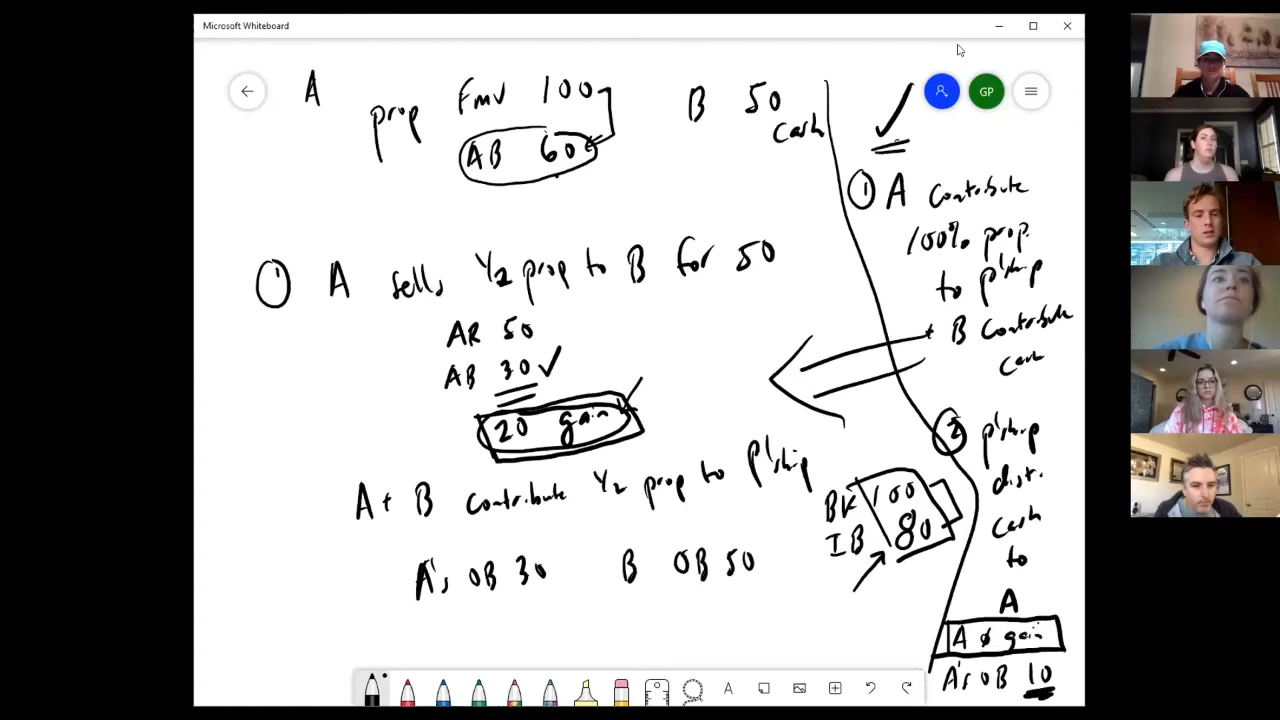 Microsoft Whiteboard
A
prop
Fmv 100
AB 60
B 50
cash
GP
① A sells ½ prop to B for 50
AR 50
AB 30 ✓
20 gain
A + B contribute ½ prop to p'ship
A's OB 30 B OB 50
BK 100
IB 80
✓
① A contribute
100% prop.
to p'ship
+ B contribute
cash
② p'ship
dist.
cash
to
A
A ∅ gain
A's OB 10
A